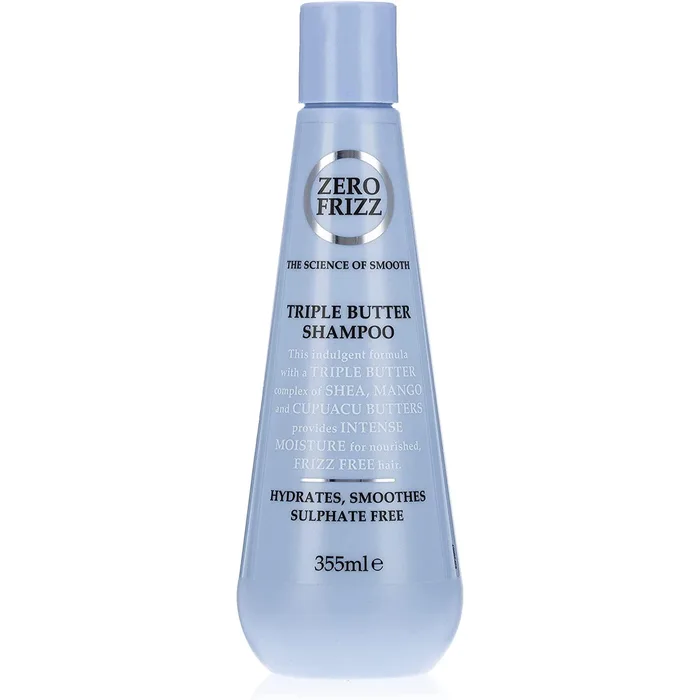 ZERO
FRIZZ
THE SCIENCE OF SMOOTH
TRIPLE BUTTER
SHAMPOO
This indulgent formula
with a TRIPLE BUTTER
complex of SHEA, MANGO
and CUPUACU BUTTERS
provides INTENSE
MOISTURE for nourished,
FRIZZ FREE hair.
HYDRATES, SMOOTHES
SULPHATE FREE
355ml℮